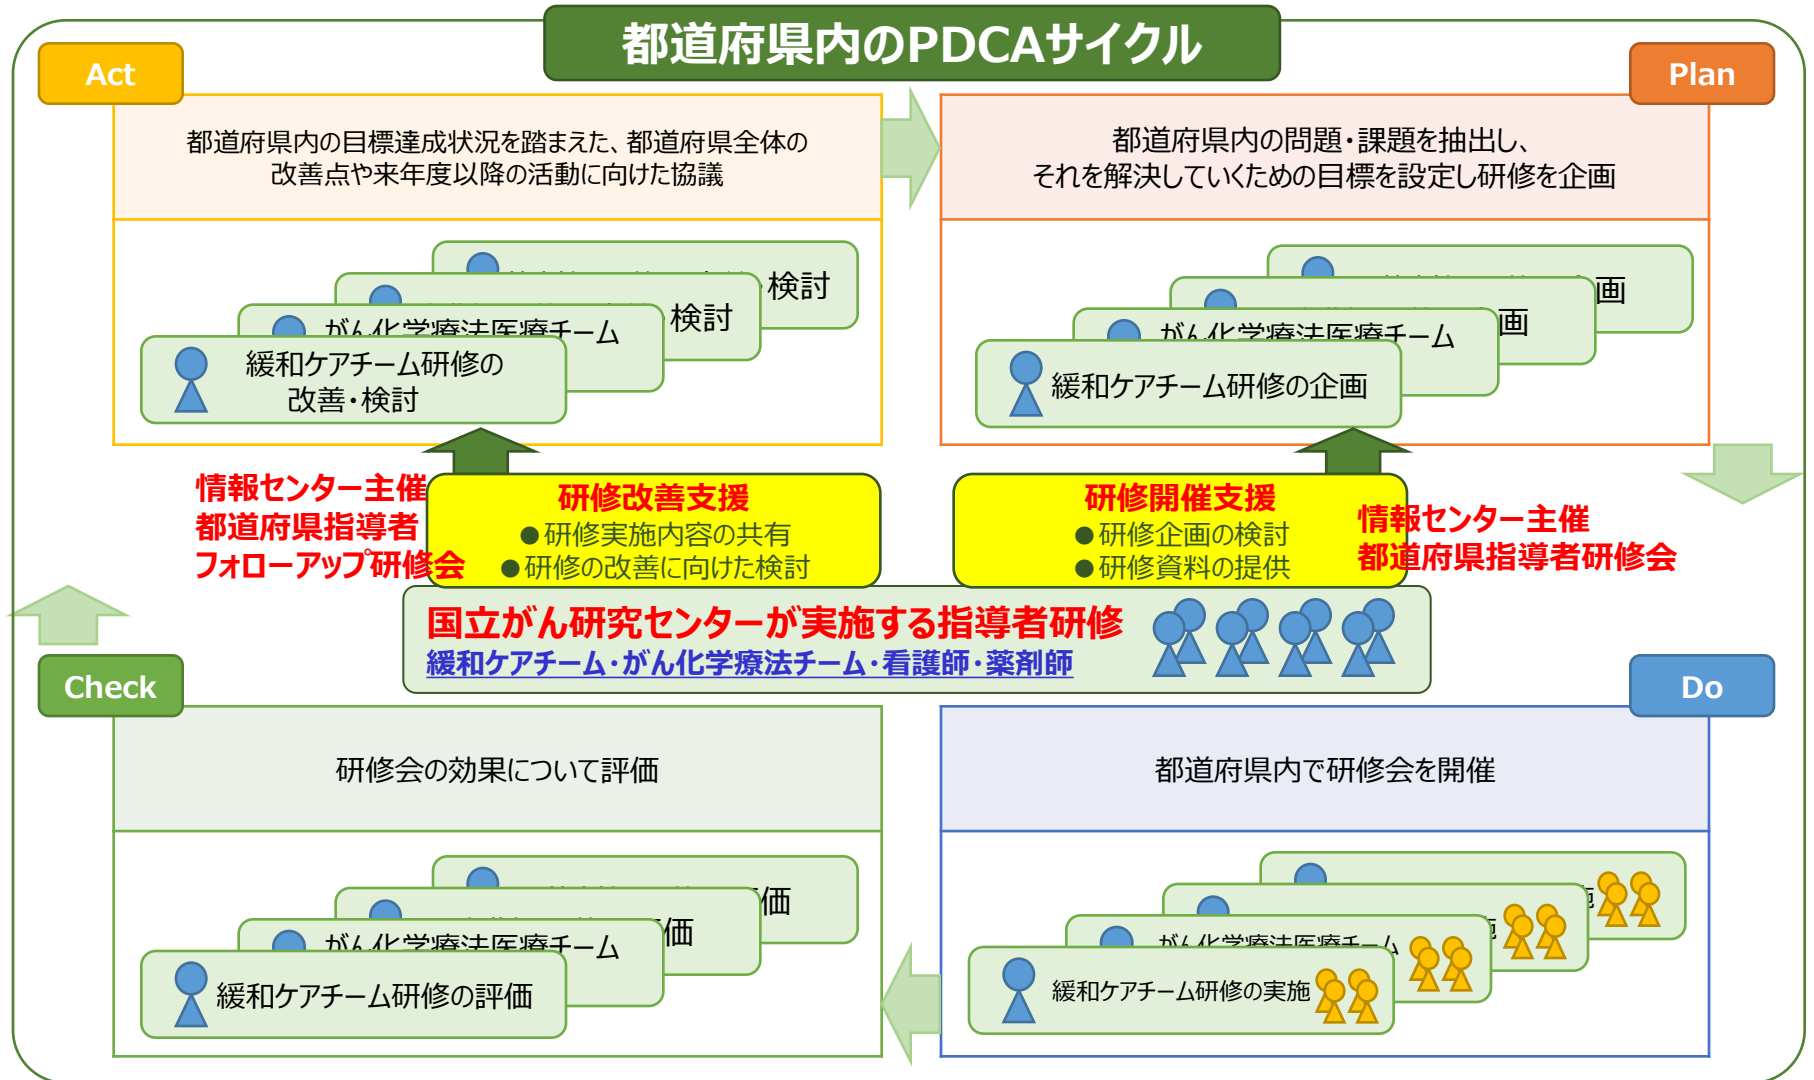 都道府県内のPDCAサイクル
Act
都道府県内の目標達成状況を踏まえた、都道府県全体の
改善点や来年度以降の活動に向けた協議
検討
検討
がん化学療法医療チーム
緩和ケアチーム研修の
改善・検討
Plan
都道府県内の問題・課題を抽出し、
それを解決していくための目標を設定し研修を企画
企画
画
がん化学療法医療チーム
緩和ケアチーム研修の企画
情報センター主催
都道府県指導者
フォローアップ研修会
研修改善支援
●研修実施内容の共有
●研修の改善に向けた検討
研修開催支援
●研修企画の検討
●研修資料の提供
情報センター主催
都道府県指導者研修会
国立がん研究センターが実施する指導者研修
緩和ケアチーム・がん化学療法チーム・看護師・薬剤師
Check
研修会の効果について評価
評価
価
がん化学療法医療チーム
緩和ケアチーム研修の評価
Do
都道府県内で研修会を開催
施
施
がん化学療法医療チーム
緩和ケアチーム研修の実施